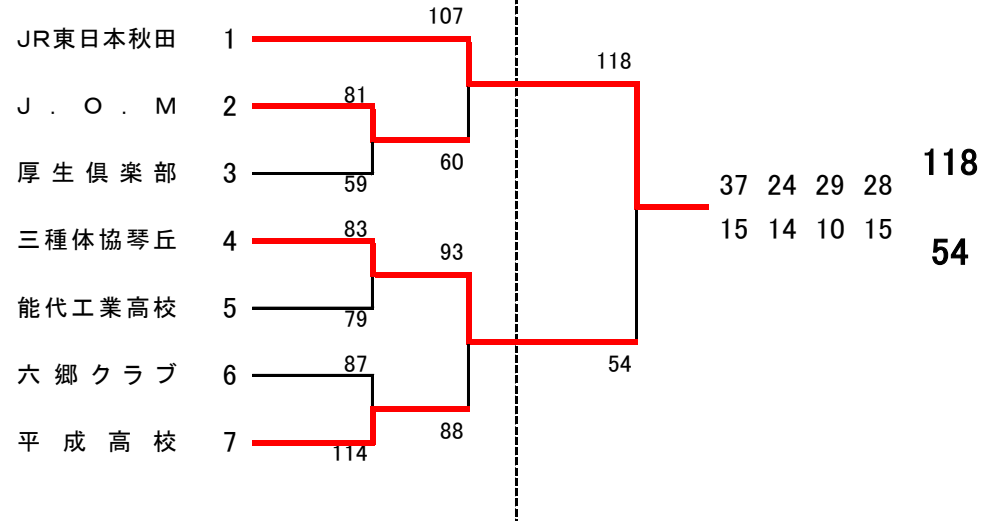 107
JR東日本秋田 1
118
J．O．M 2 81
118
厚生倶楽部 3 59
60
37 24 29 28
15 14 10 15
三種体協琴丘 4 83
93
54
能代工業高校 5 79
六郷クラブ 6 87
54
88
平成高校 7 114